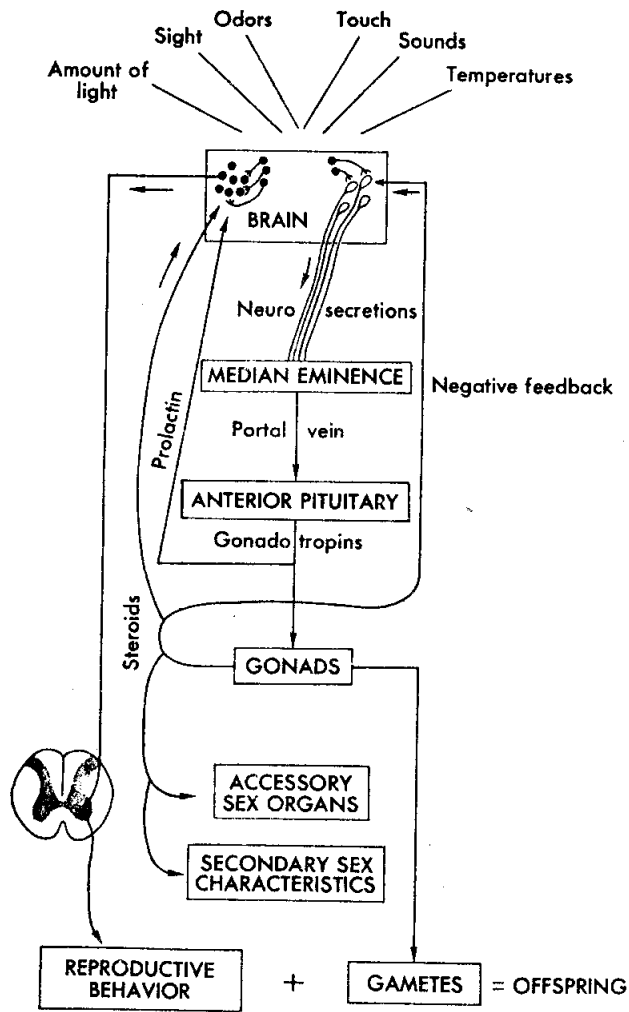 Odors
Touch
Sight
Sounds
Amount of
light
Temperatures
BRAIN
Neuro secretions
MEDIAN EMINENCE
Negative feedback
Portal vein
Prolactin
ANTERIOR PITUITARY
Gonado tropins
Steroids
GONADS
ACCESSORY
SEX ORGANS
SECONDARY SEX
CHARACTERISTICS
REPRODUCTIVE
BEHAVIOR
+
GAMETES
= OFFSPRING